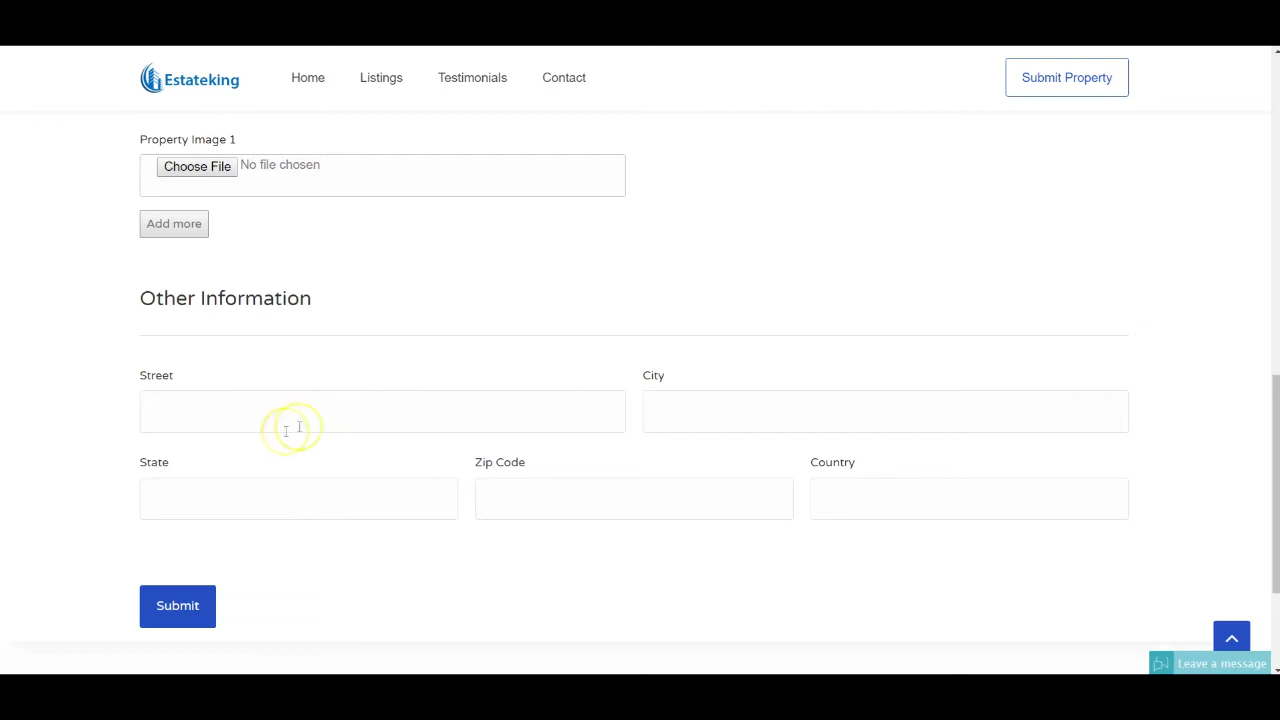 Estateking Home Listings Testimonials Contact Submit Property
Property Image 1
Choose File No file chosen
Add more
Other Information
Street City
State Zip Code Country
Submit
Leave a message